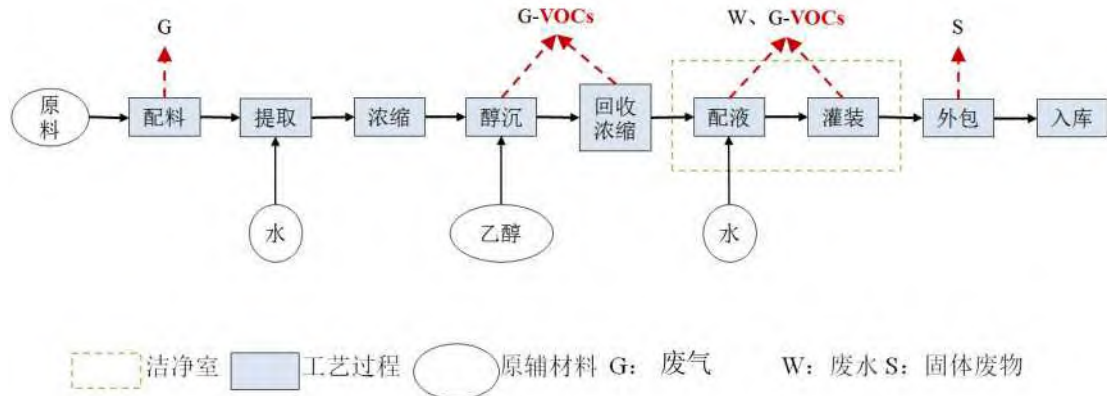 G
G-VOCs
W、G-VOCs
S
原料
配料
提取
浓缩
醇沉
回收
浓缩
配液
灌装
外包
入库
水
乙醇
水
洁净室 工艺过程 原辅材料 G： 废气 W：废水 S：固体废物